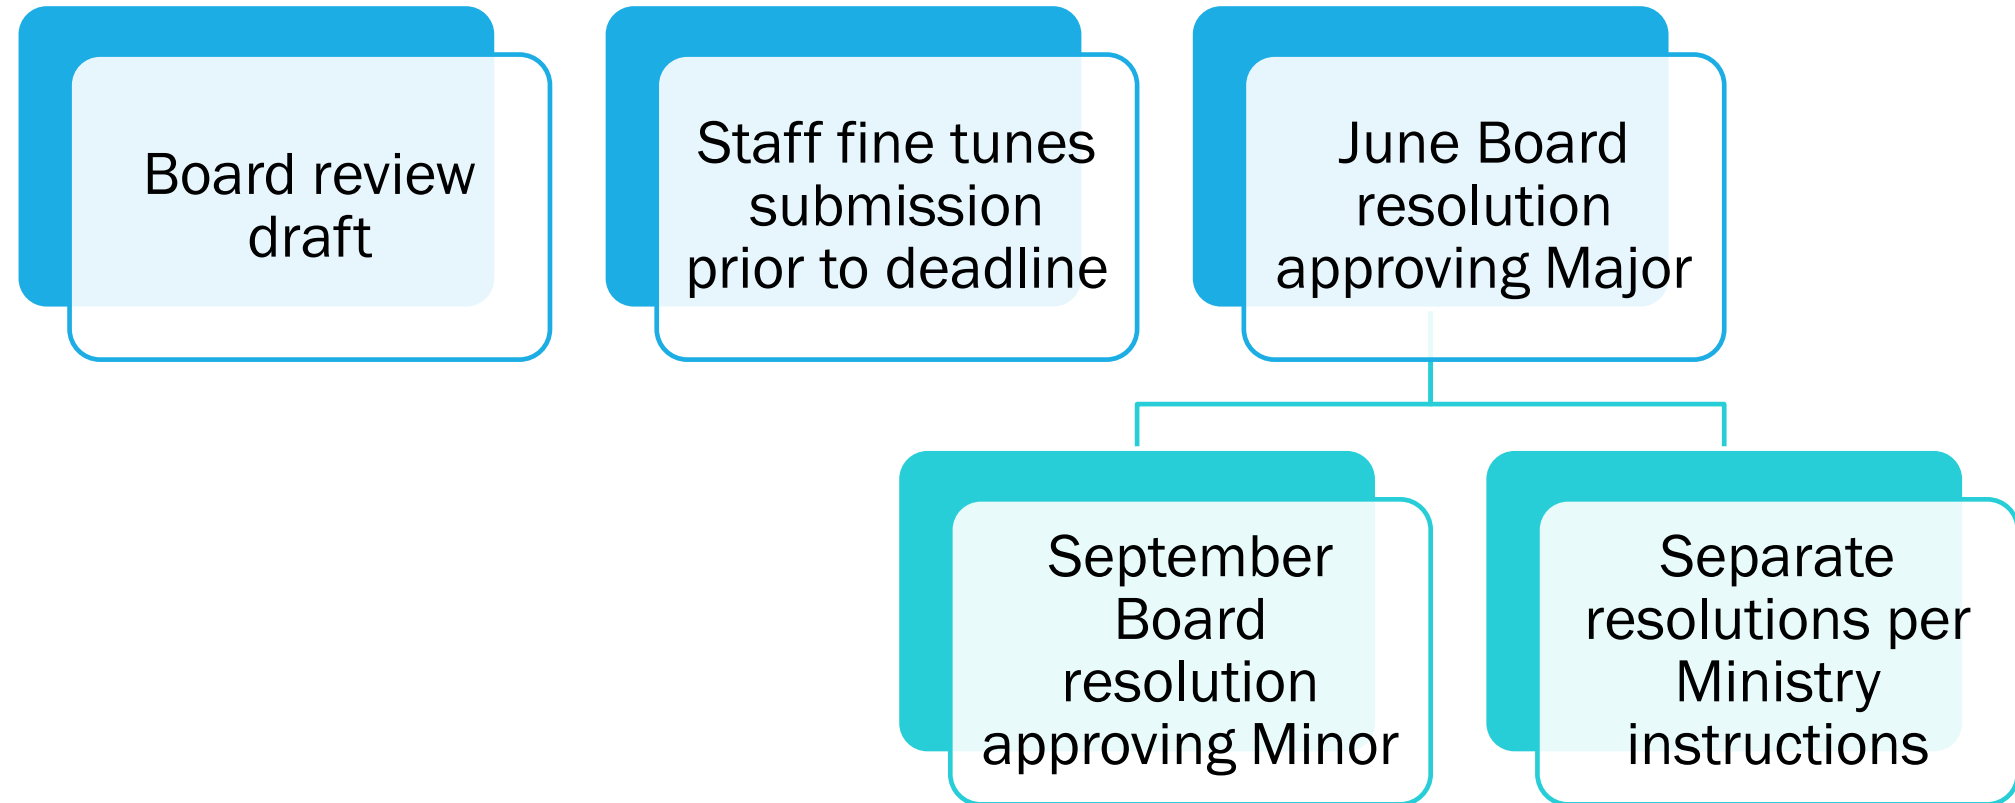 Board review
draft
Staff fine tunes
submission
prior to deadline
June Board
resolution
approving Major
September
Board
resolution
approving Minor
Separate
resolutions per
Ministry
instructions